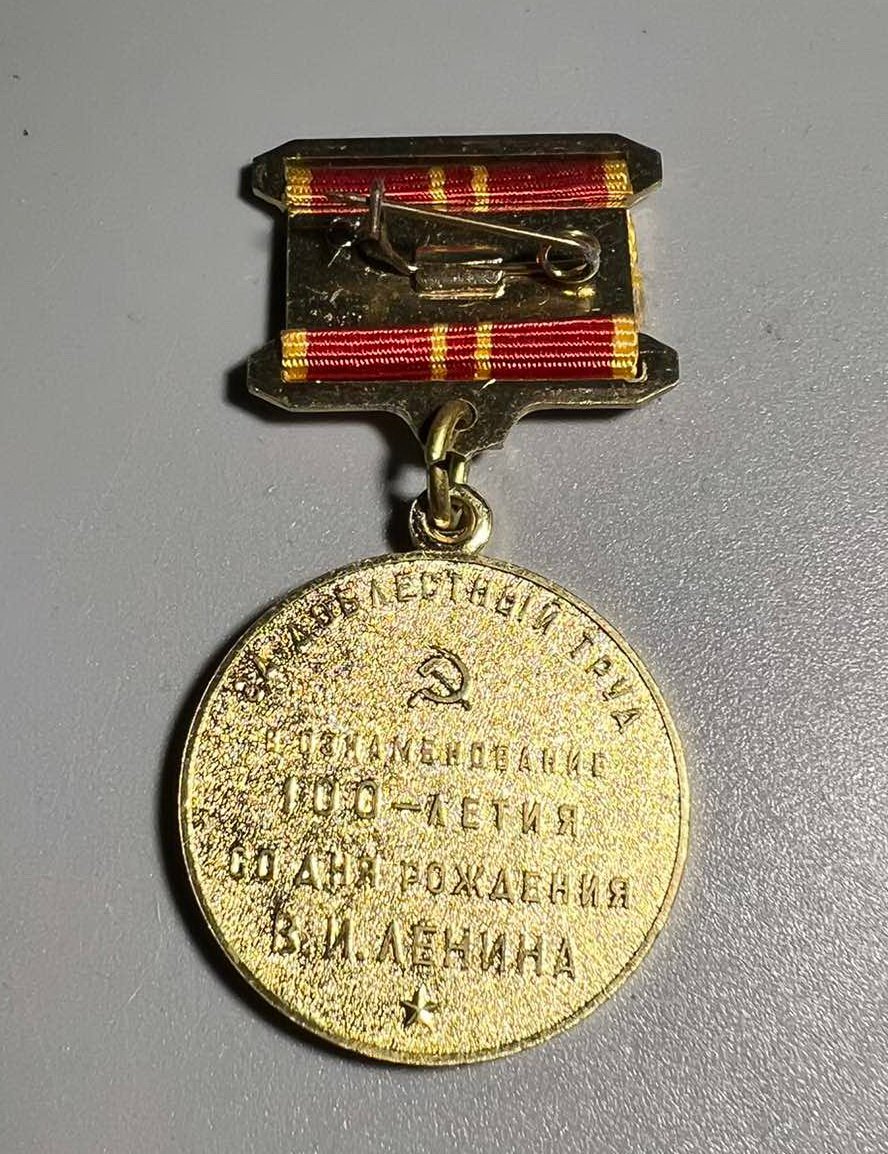 ЗА ДОБЛЕСТНЫЙ ТРУД
В ОЗНАМЕНОВАНИЕ
100-ЛЕТИЯ
СО ДНЯ РОЖДЕНИЯ
В. И. ЛЕНИНА